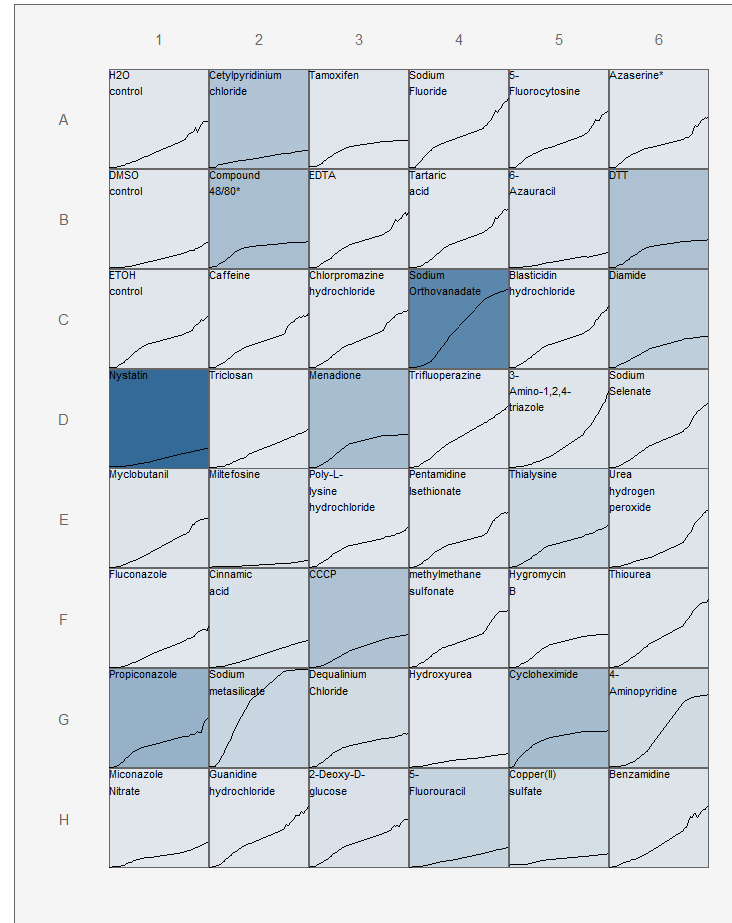 1 2 3 4 5 6
A
H2O control
Cetylpyridinium chloride
Tamoxifen
Sodium Fluoride
5-Fluorocytosine
Azaserine*
B
DMSO control
Compound 48/80*
EDTA
Tartaric acid
6-Azauracil
DTT
C
ETOH control
Caffeine
Chlorpromazine hydrochloride
Sodium Orthovanadate
Blasticidin hydrochloride
Diamide
D
Nystatin
Triclosan
Menadione
Trifluoperazine
3-Amino-1,2,4-triazole
Sodium Selenate
E
Myclobutanil
Miltefosine
Poly-L-lysine hydrochloride
Pentamidine Isethionate
Thialysine
Urea hydrogen peroxide
F
Fluconazole
Cinnamic acid
CCCP
methylmethane sulfonate
Hygromycin B
Thiourea
G
Propiconazole
Sodium metasilicate
Dequalinium Chloride
Hydroxyurea
Cycloheximide
4-Aminopyridine
H
Miconazole Nitrate
Guanidine hydrochloride
2-Deoxy-D-glucose
5-Fluorouracil
Copper(II) sulfate
Benzamidine